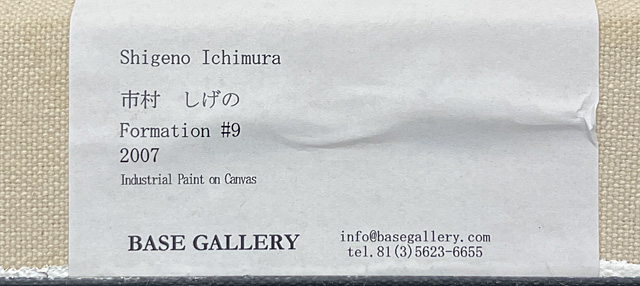 Shigeno Ichimura
市村　しげの
Formation #9
2007
Industrial Paint on Canvas
BASE GALLERY
info@basegallery.com
tel.81(3)5623-6655